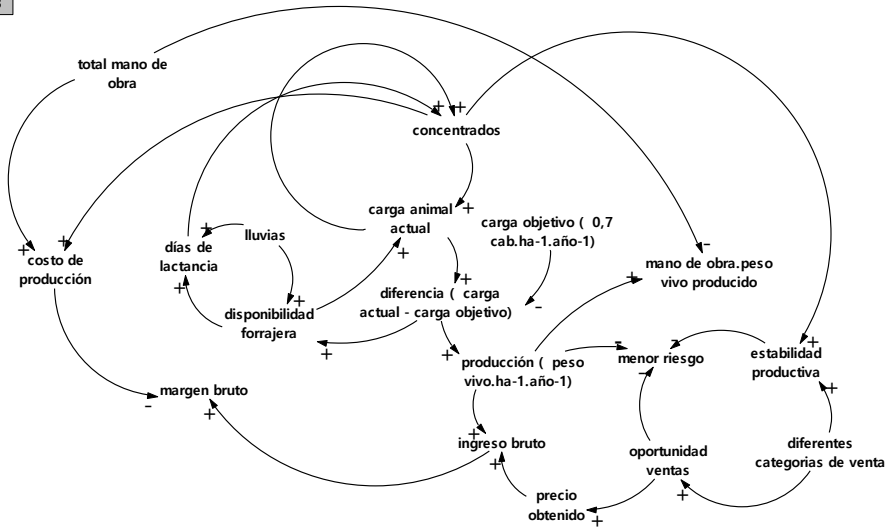 total mano de
obra
concentrados
carga animal
actual
carga objetivo ( 0,7
cab.ha-1.año-1)
lluvias
días de
lactancia
costo de
producción
mano de obra.peso
vivo producido
diferencia ( carga
actual - carga objetivo)
disponibilidad
forrajera
producción ( peso
vivo.ha-1.año-1)
menor riesgo
estabilidad
productiva
margen bruto
ingreso bruto
oportunidad
ventas
diferentes
categorias de venta
precio
obtenido